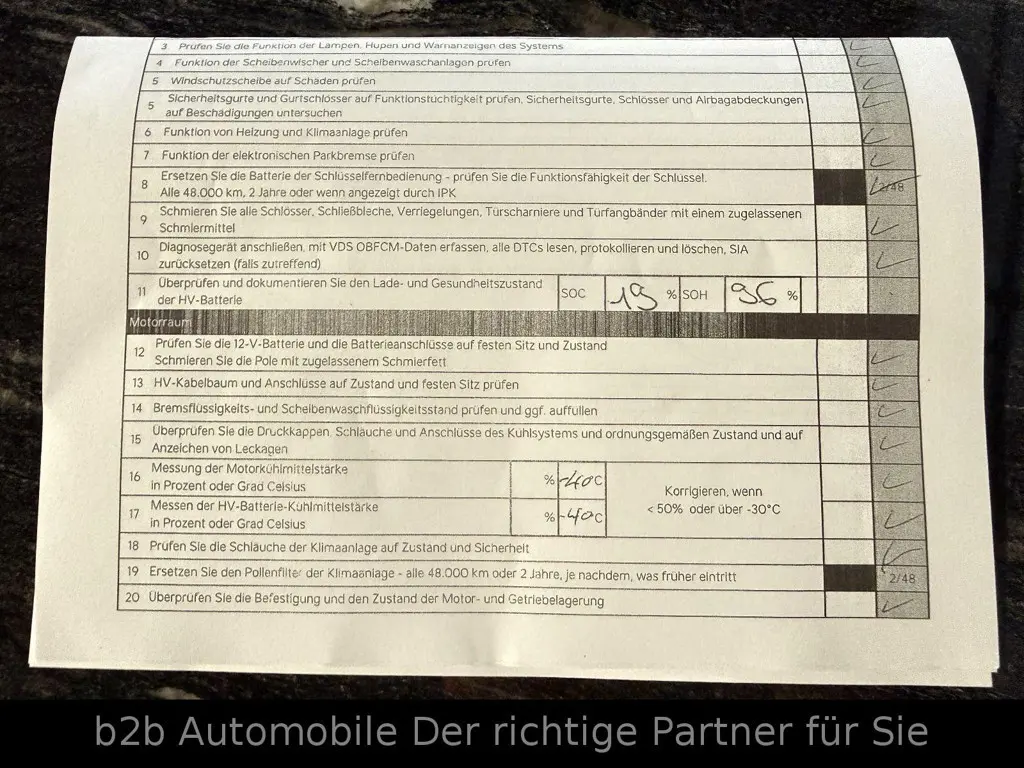 3 Prüfen Sie die Funktion der Lampen, Hupen und Warnanzeigen des Systems
4 Funktion der Scheibenwischer und Scheibenwaschanlagen prüfen
5 Windschutzscheibe auf Schäden prüfen
5 Sicherheitsgurte und Gurtschlösser auf Funktionstüchtigkeit prüfen, Sicherheitsgurte, Schlösser und Airbagabdeckungen
auf Beschädigungen untersuchen
6 Funktion von Heizung und Klimaanlage prüfen
7 Funktion der elektronischen Parkbremse prüfen
8 Ersetzen Sie die Batterie der Schlüsselfernbedienung - prüfen Sie die Funktionsfähigkeit der Schlüssel.
Alle 48.000 km, 2 Jahre oder wenn angezeigt durch IPK
2/48
9 Schmieren Sie alle Schlösser, Schließbleche, Verriegelungen, Türscharniere und Türfangbänder mit einem zugelassenen
Schmiermittel
10 Diagnosegerät anschließen, mit VDS OBFCM-Daten erfassen, alle DTCs lesen, protokollieren und löschen, SIA
zurücksetzen (falls zutreffend)
11 Überprüfen und dokumentieren Sie den Lade- und Gesundheitszustand
der HV-Batterie
SOC 19 % SOH 96 %
Motorraum
12 Prüfen Sie die 12-V-Batterie und die Batterieanschlüsse auf festen Sitz und Zustand
Schmieren Sie die Pole mit zugelassenem Schmierfett
13 HV-Kabelbaum und Anschlüsse auf Zustand und festen Sitz prüfen
14 Bremsflüssigkeits- und Scheibenwaschflüssigkeitsstand prüfen und ggf. auffüllen
15 Überprüfen Sie die Druckkappen, Schläuche und Anschlüsse des Kühlsystems und ordnungsgemäßen Zustand und auf
Anzeichen von Leckagen
16 Messung der Motorkühlmittelstärke
in Prozent oder Grad Celsius
% -40°C
17 Messen der HV-Batterie-Kühlmittelstärke
in Prozent oder Grad Celsius
% -40°C
Korrigieren, wenn
< 50% oder über -30°C
18 Prüfen Sie die Schläuche der Klimaanlage auf Zustand und Sicherheit
19 Ersetzen Sie den Pollenfilter der Klimaanlage - alle 48.000 km oder 2 Jahre, je nachdem, was früher eintritt
2/48
20 Überprüfen Sie die Befestigung und den Zustand der Motor- und Getriebelagerung
b2b Automobile Der richtige Partner für Sie